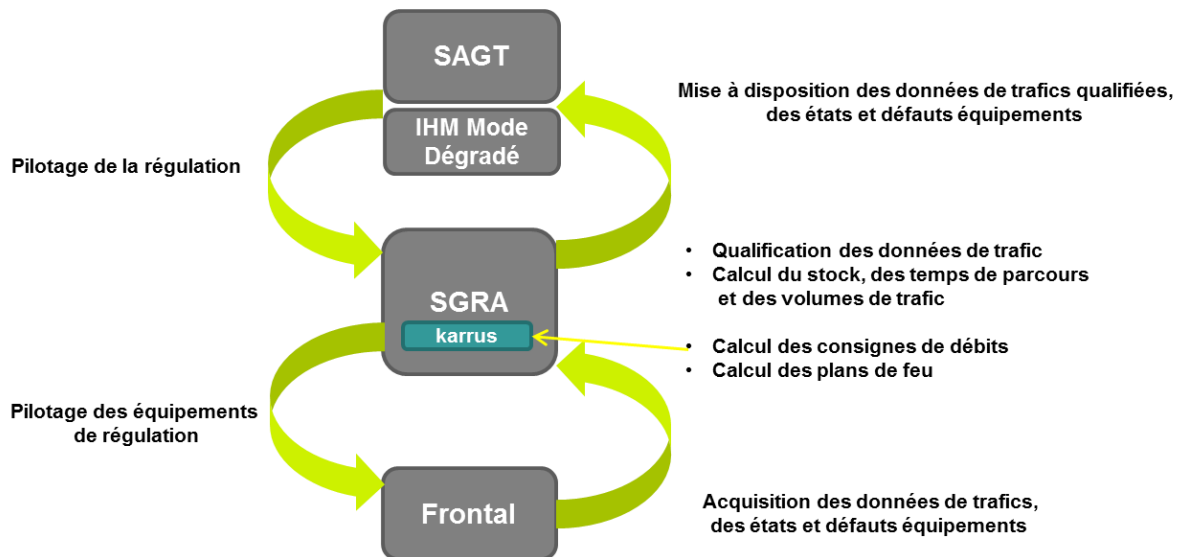 SAGT
IHM Mode
Dégradé
Mise à disposition des données de trafics qualifiées,
des états et défauts équipements
Pilotage de la régulation
SGRA
karrus
• Qualification des données de trafic
• Calcul du stock, des temps de parcours
et des volumes de trafic
• Calcul des consignes de débits
• Calcul des plans de feu
Pilotage des équipements
de régulation
Frontal
Acquisition des données de trafics,
des états et défauts équipements